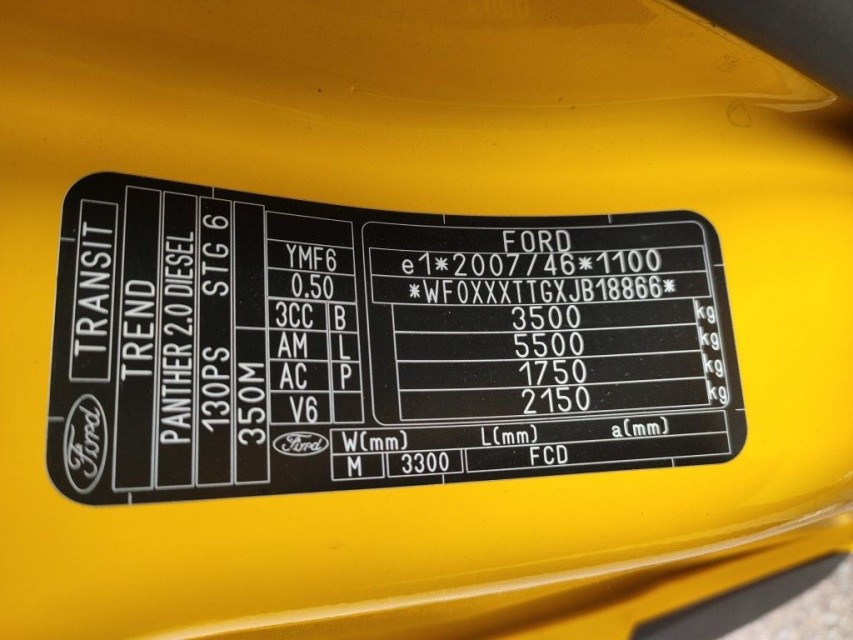 Ford
TRANSIT
TREND
PANTHER 2.0 DIESEL
130PS STG 6
350M
YMF6
0.50
3CC B
AM L
AC P
V6
FORD
e1*2007/46*1100
*WF0XXXTTGXJB18866*
3500 kg
5500 kg
1750 kg
2150 kg
Ford
W(mm) L(mm) a(mm)
M 3300 FCD